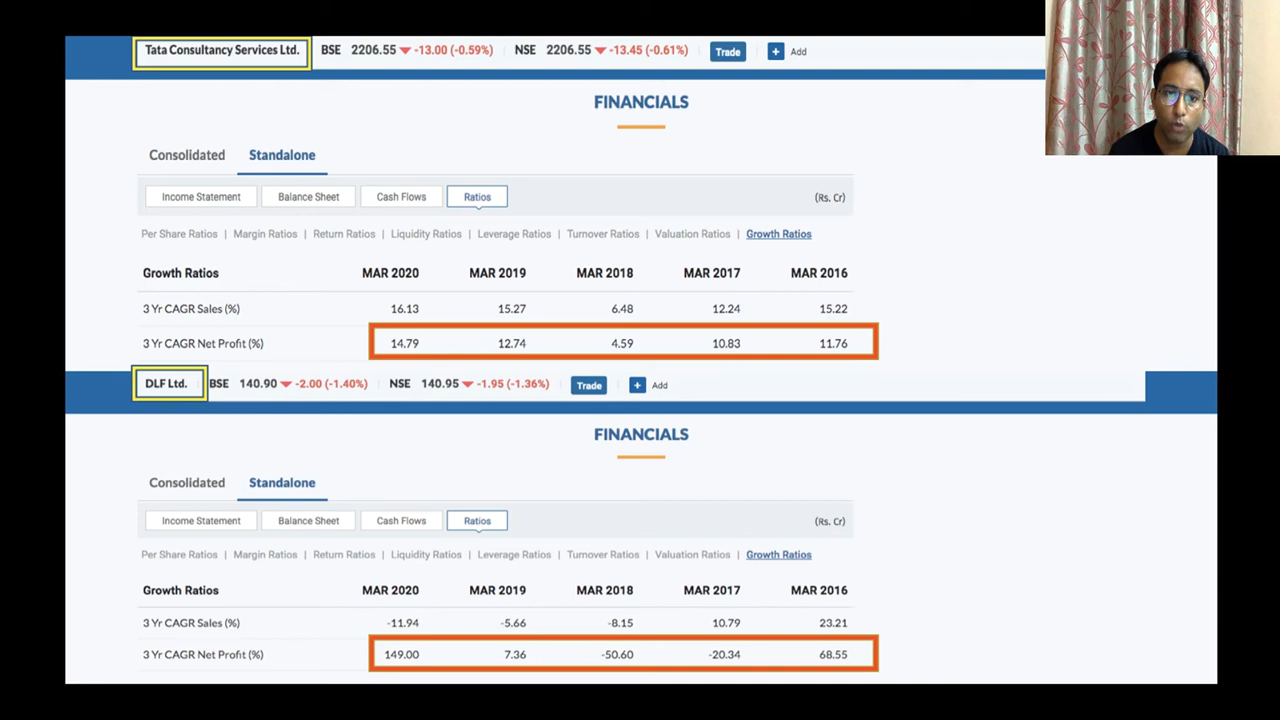 Tata Consultancy Services Ltd. BSE 2206.55 -13.00 (-0.59%) NSE 2206.55 -13.45 (-0.61%) Trade + Add
FINANCIALS
Consolidated Standalone
Income Statement Balance Sheet Cash Flows Ratios (Rs. Cr)
Per Share Ratios | Margin Ratios | Return Ratios | Liquidity Ratios | Leverage Ratios | Turnover Ratios | Valuation Ratios | Growth Ratios
Growth Ratios MAR 2020 MAR 2019 MAR 2018 MAR 2017 MAR 2016
3 Yr CAGR Sales (%) 16.13 15.27 6.48 12.24 15.22
3 Yr CAGR Net Profit (%) 14.79 12.74 4.59 10.83 11.76
DLF Ltd. BSE 140.90 -2.00 (-1.40%) NSE 140.95 -1.95 (-1.36%) Trade + Add
FINANCIALS
Consolidated Standalone
Income Statement Balance Sheet Cash Flows Ratios (Rs. Cr)
Per Share Ratios | Margin Ratios | Return Ratios | Liquidity Ratios | Leverage Ratios | Turnover Ratios | Valuation Ratios | Growth Ratios
Growth Ratios MAR 2020 MAR 2019 MAR 2018 MAR 2017 MAR 2016
3 Yr CAGR Sales (%) -11.94 -5.66 -8.15 10.79 23.21
3 Yr CAGR Net Profit (%) 149.00 7.36 -50.60 -20.34 68.55